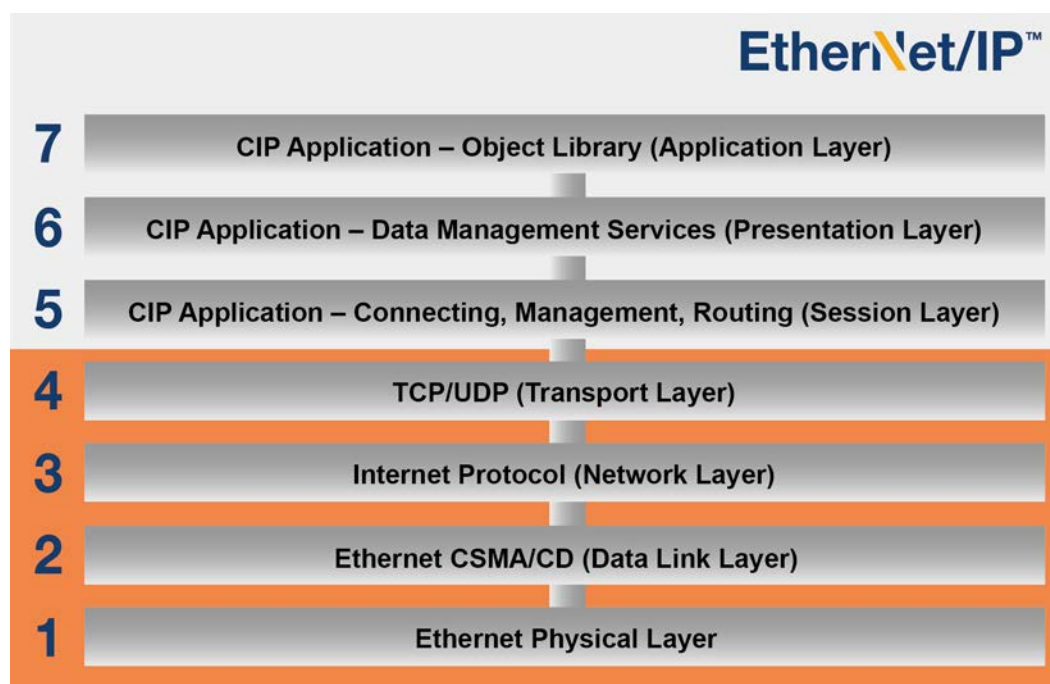 EtherNet/IP™
7
CIP Application – Object Library (Application Layer)
6
CIP Application – Data Management Services (Presentation Layer)
5
CIP Application – Connecting, Management, Routing (Session Layer)
4
TCP/UDP (Transport Layer)
3
Internet Protocol (Network Layer)
2
Ethernet CSMA/CD (Data Link Layer)
1
Ethernet Physical Layer